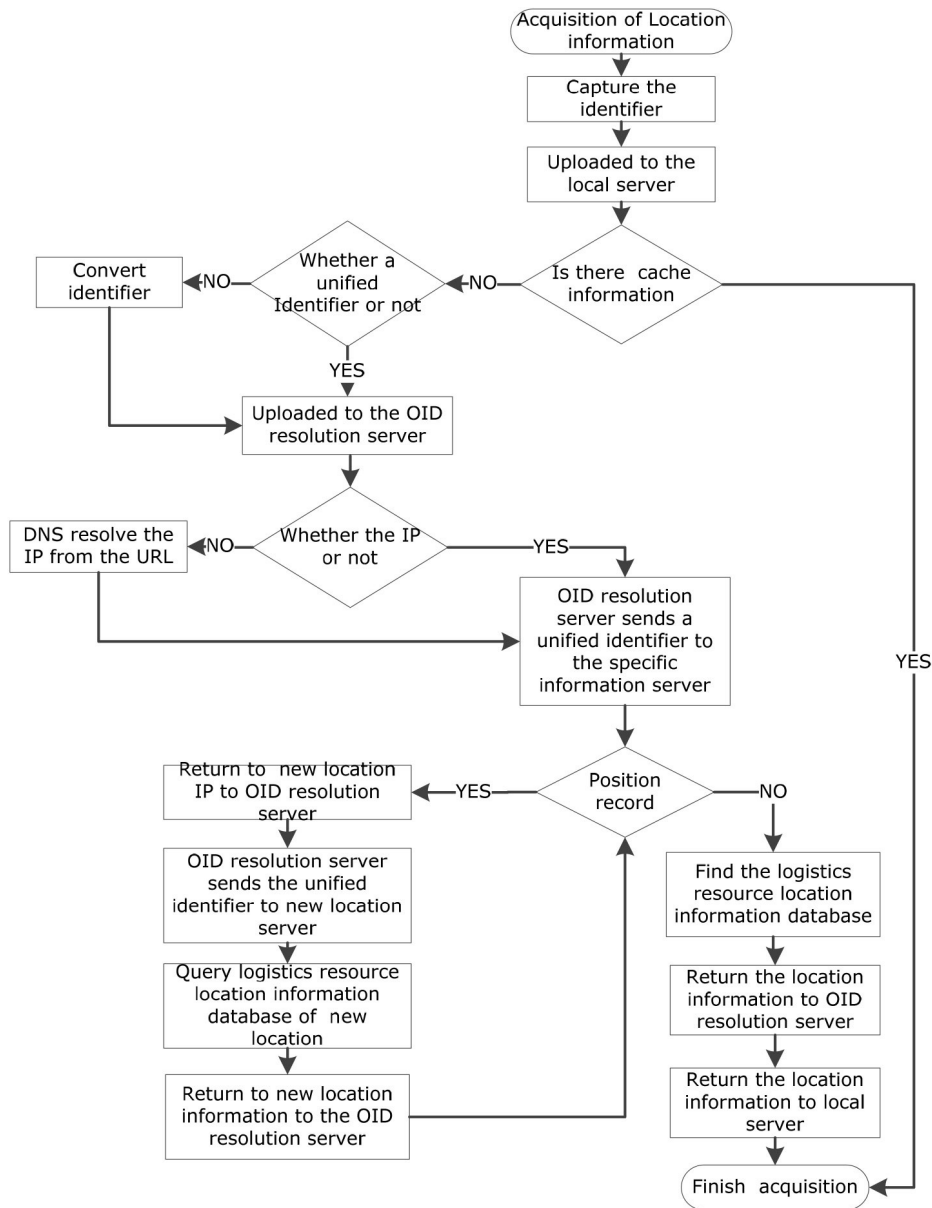 Acquisition of Location
information
Capture the
identifier
Uploaded to the
local server
Is there cache
information
NO
Whether a
unified
Identifier or not
NO
Convert
identifier
YES
Uploaded to the OID
resolution server
Whether the IP
or not
NO
DNS resolve the
IP from the URL
YES
OID resolution
server sends a
unified identifier to
the specific
information server
YES
Position
record
YES
Return to new location
IP to OID resolution
server
OID resolution server
sends the unified
identifier to new location
server
Query logistics resource
location information
database of new
location
Return to new location
information to the OID
resolution server
NO
Find the logistics
resource location
information database
Return the location
information to OID
resolution server
Return the location
information to local
server
Finish acquisition